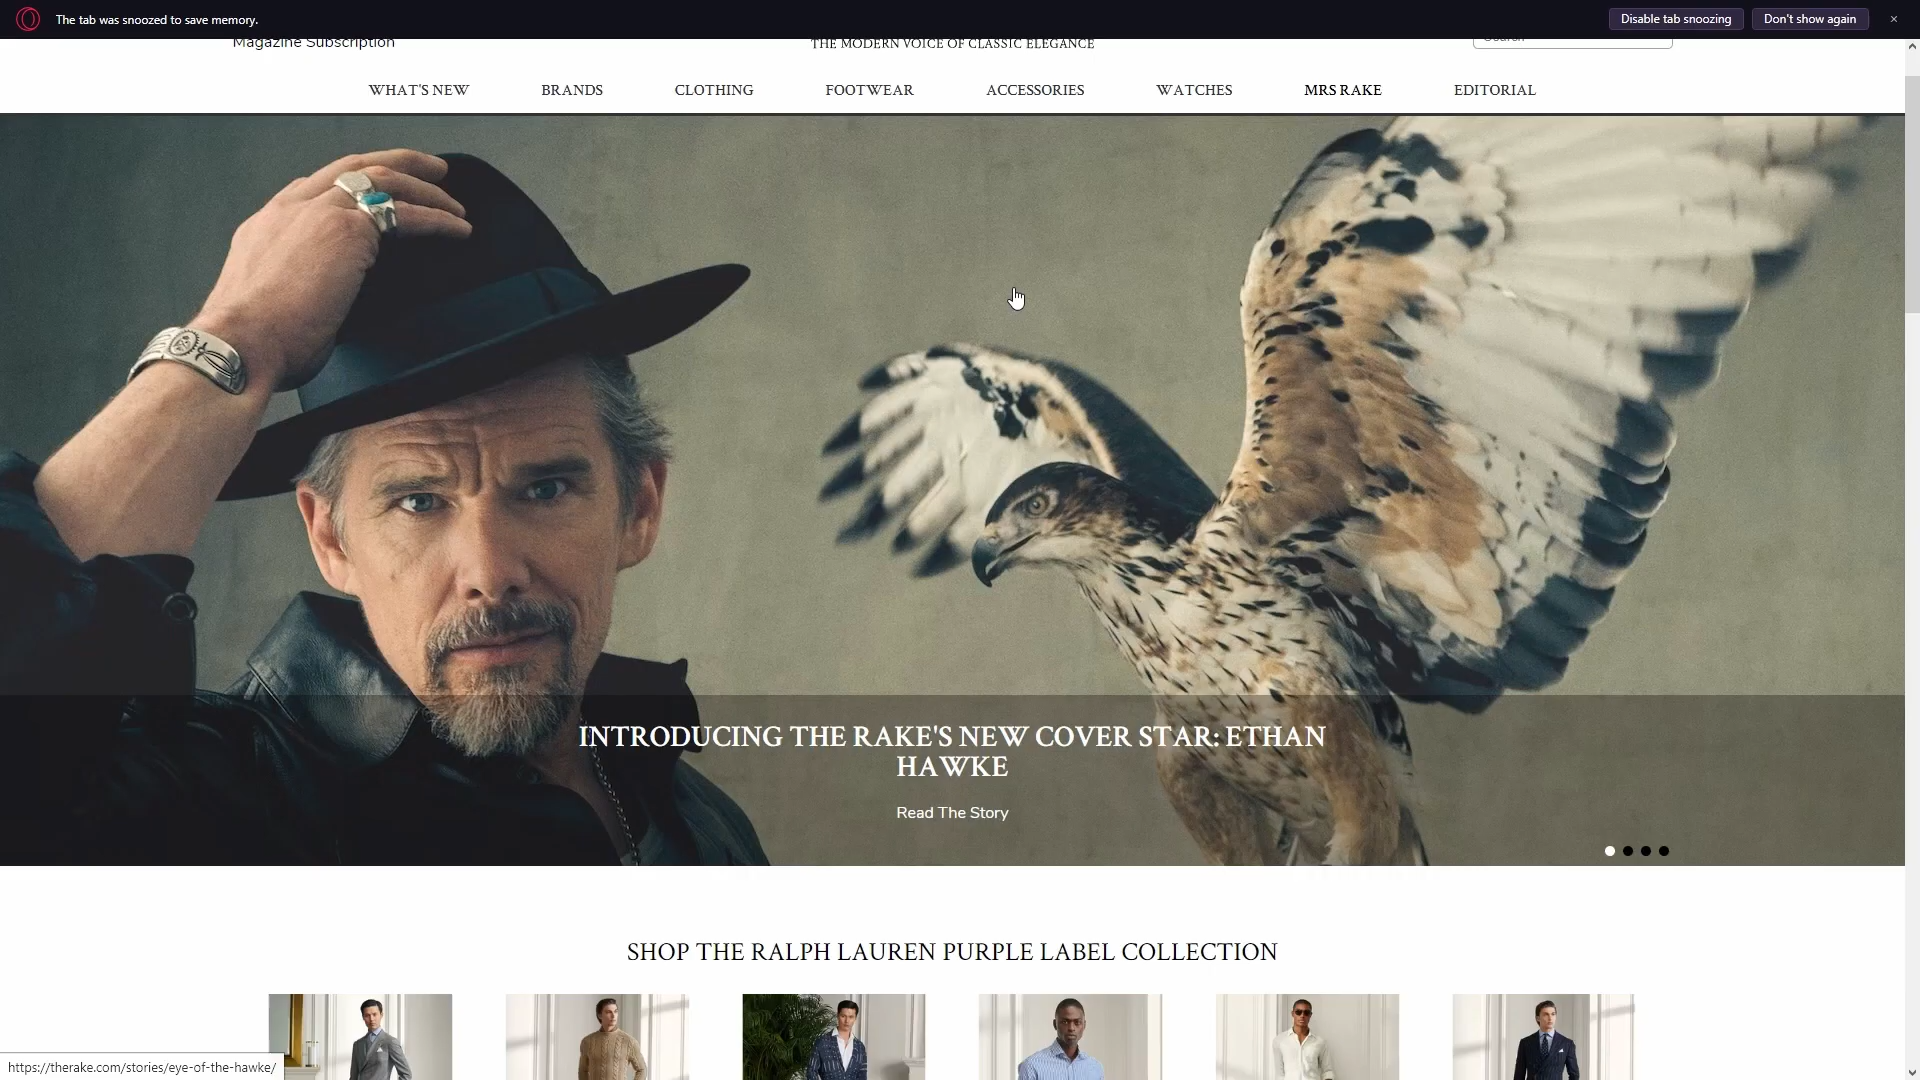 The tab was snoozed to save memory.
Disable tab snoozing
Don't show again
Magazine Subscription
THE MODERN VOICE OF CLASSIC ELEGANCE
Search
WHAT'S NEW
BRANDS
CLOTHING
FOOTWEAR
ACCESSORIES
WATCHES
MRS RAKE
EDITORIAL
INTRODUCING THE RAKE'S NEW COVER STAR: ETHAN
HAWKE
Read The Story
SHOP THE RALPH LAUREN PURPLE LABEL COLLECTION
https://therake.com/stories/eye-of-the-hawke/